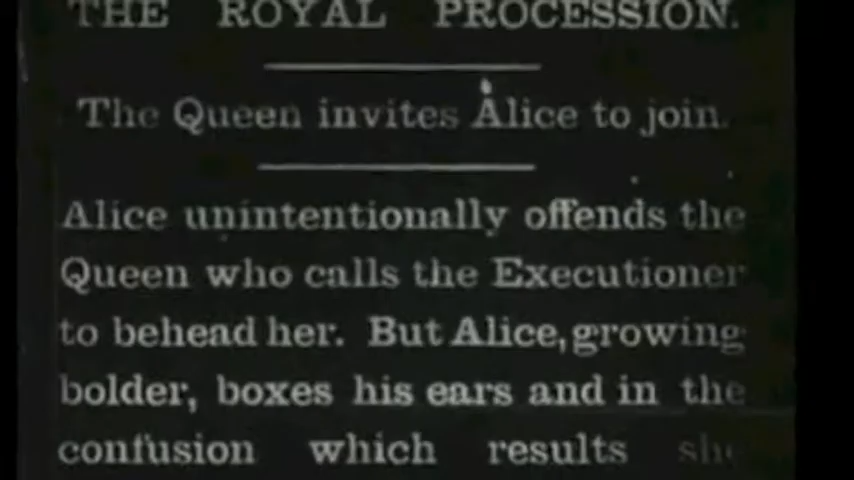 THE ROYAL PROCESSION.
The Queen invites Alice to join.
Alice unintentionally offends the
Queen who calls the Executioner
to behead her. But Alice, growing
bolder, boxes his ears and in the
confusion which results she